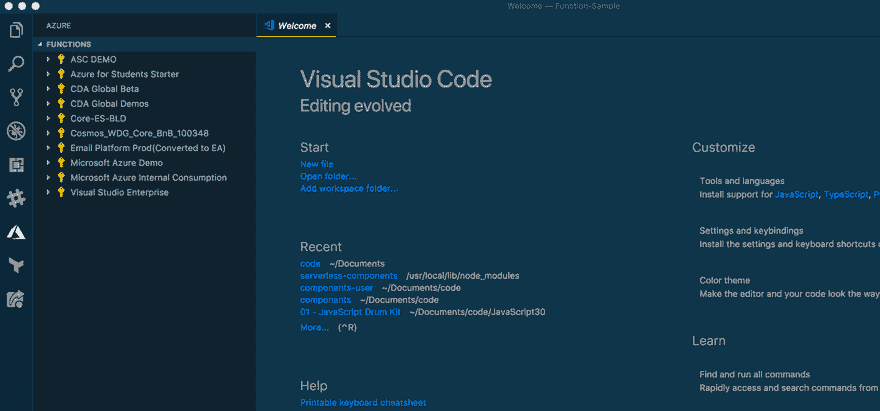 Welcome — Function-Sample
AZURE
Welcome ×
FUNCTIONS
ASC DEMO
Azure for Students Starter
CDA Global Beta
CDA Global Demos
Core-ES-BLD
Cosmos_WDG_Core_BnB_100348
Email Platform Prod(Converted to EA)
Microsoft Azure Demo
Microsoft Azure Internal Consumption
Visual Studio Enterprise
Visual Studio Code
Editing evolved
Start
New file
Open folder...
Add workspace folder...
Recent
code ~/Documents
serverless-components /usr/local/lib/node_modules
components-user ~/Documents/code
components ~/Documents/code
01 - JavaScript Drum Kit ~/Documents/code/JavaScript30
More... (^R)
Help
Printable keyboard cheatsheet
Customize
Tools and languages
Install support for JavaScript, TypeScript, P
Settings and keybindings
Install the settings and keyboard shortcuts
Color theme
Make the editor and your code look the way
Learn
Find and run all commands
Rapidly access and search commands from